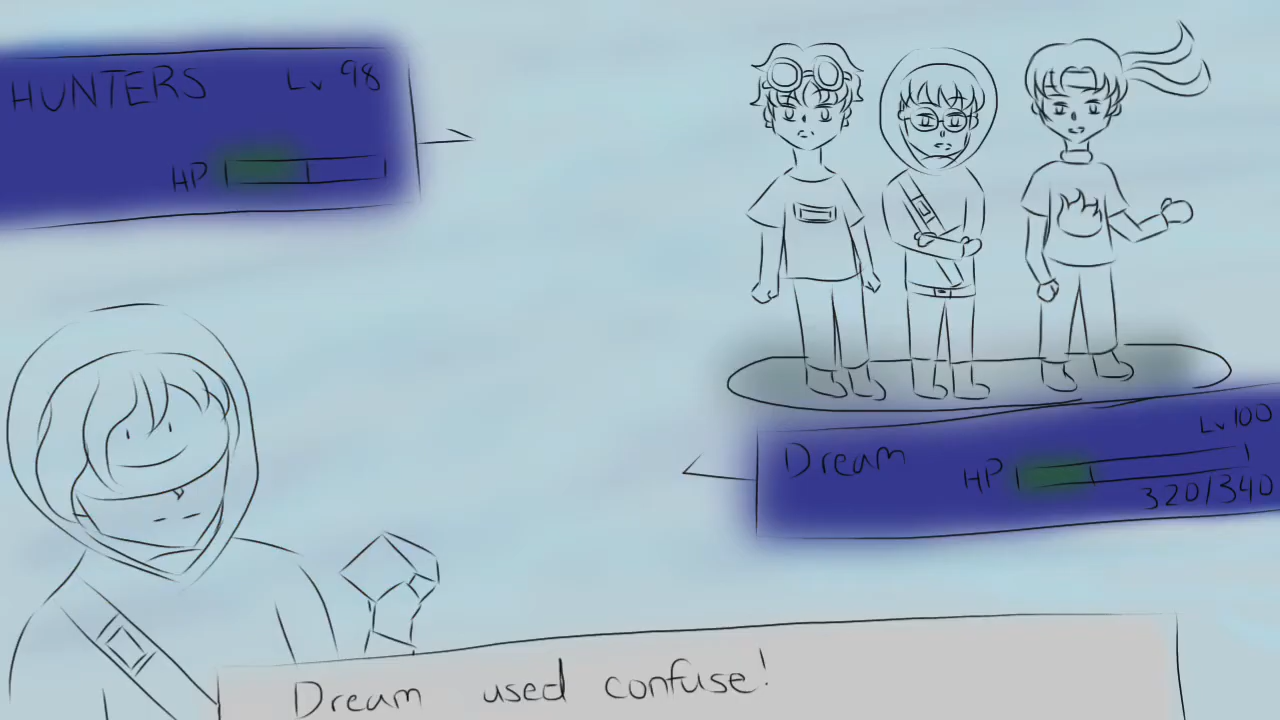 HUNTERS Lv 98
HP
Dream Lv 100
HP
320/340
Dream used confuse!